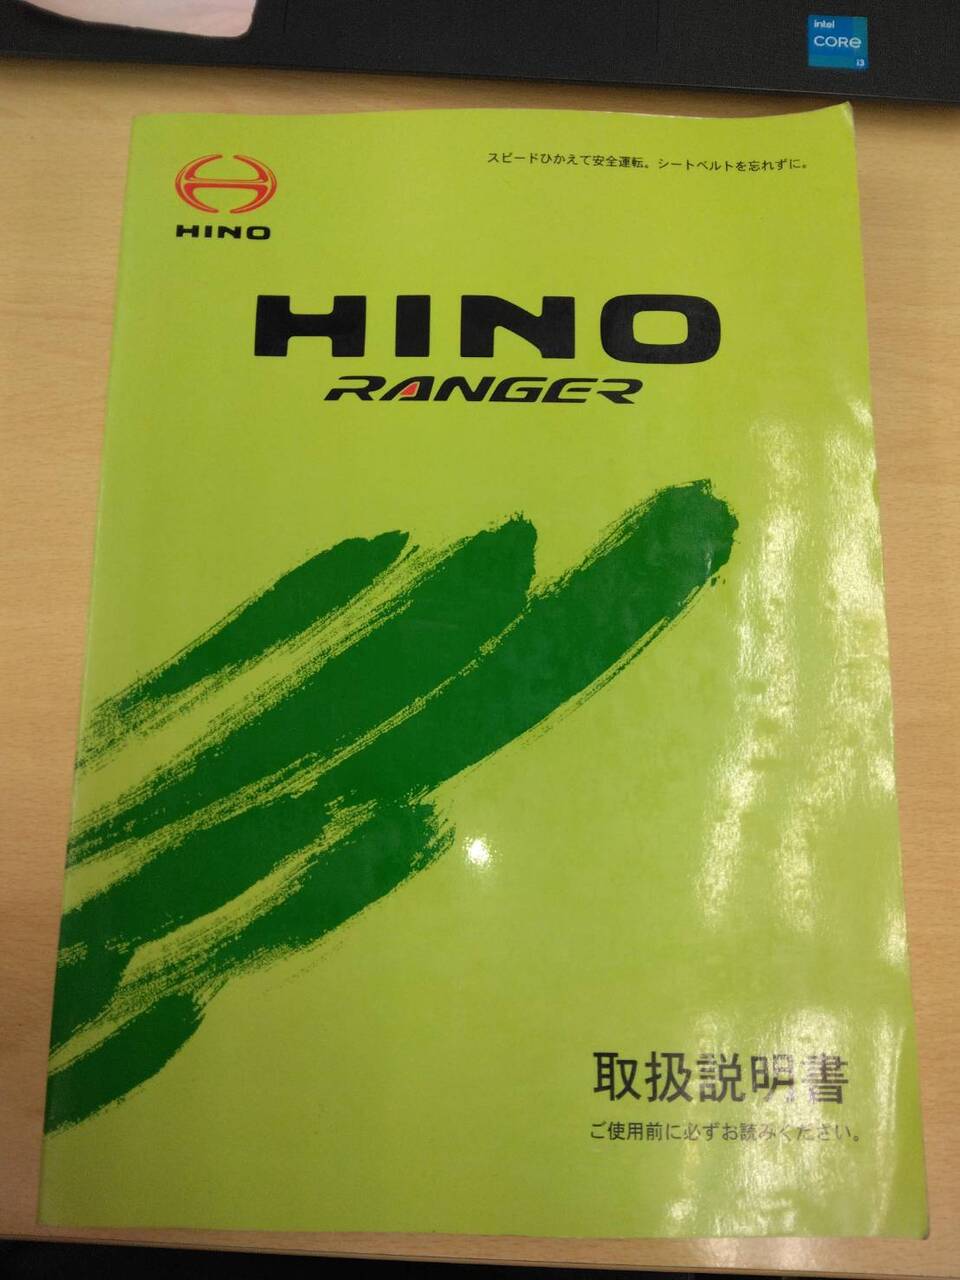 intel
CORE
i3
スピードひかえて安全運転。シートベルトを忘れずに。
HINO
HINO
RANGER
取扱説明書
ご使用前に必ずお読みください。